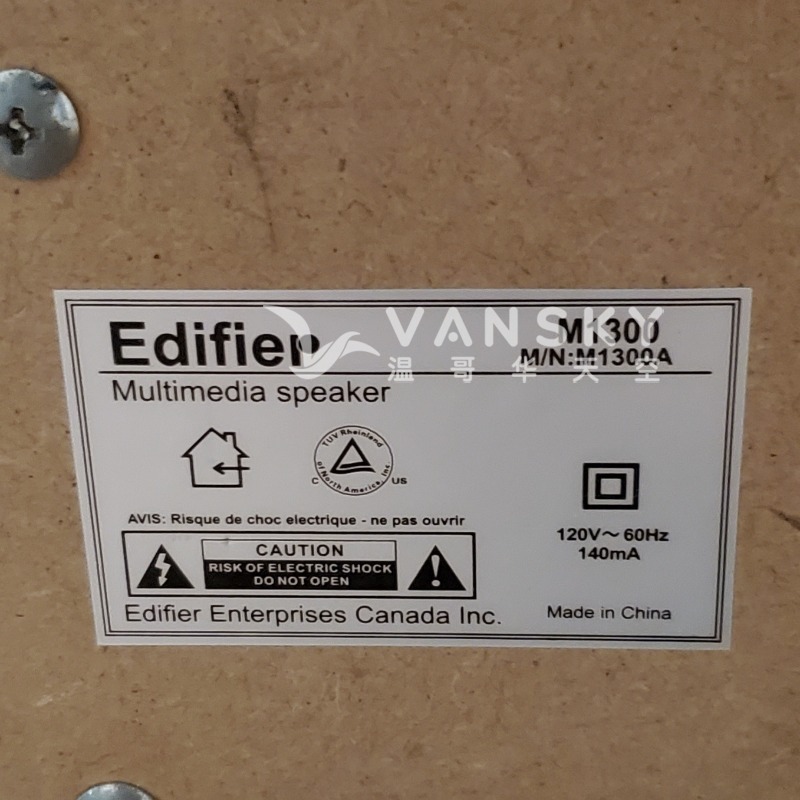 VANSKY
温哥华天空
Edifier
M1300
M/N:M1300A
Multimedia speaker
TUV Rheinland
of North America, Inc.
C US
AVIS: Risque de choc electrique - ne pas ouvrir
CAUTION
RISK OF ELECTRIC SHOCK
DO NOT OPEN
120V～60Hz
140mA
Edifier Enterprises Canada Inc.
Made in China